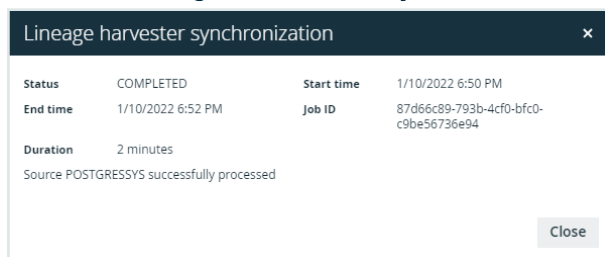 Lineage harvester synchronization ×
Status COMPLETED Start time 1/10/2022 6:50 PM
End time 1/10/2022 6:52 PM Job ID 87d66c89-793b-4cf0-bfc0-
c9be56736e94
Duration 2 minutes
Source POSTGRESSYS successfully processed
Close